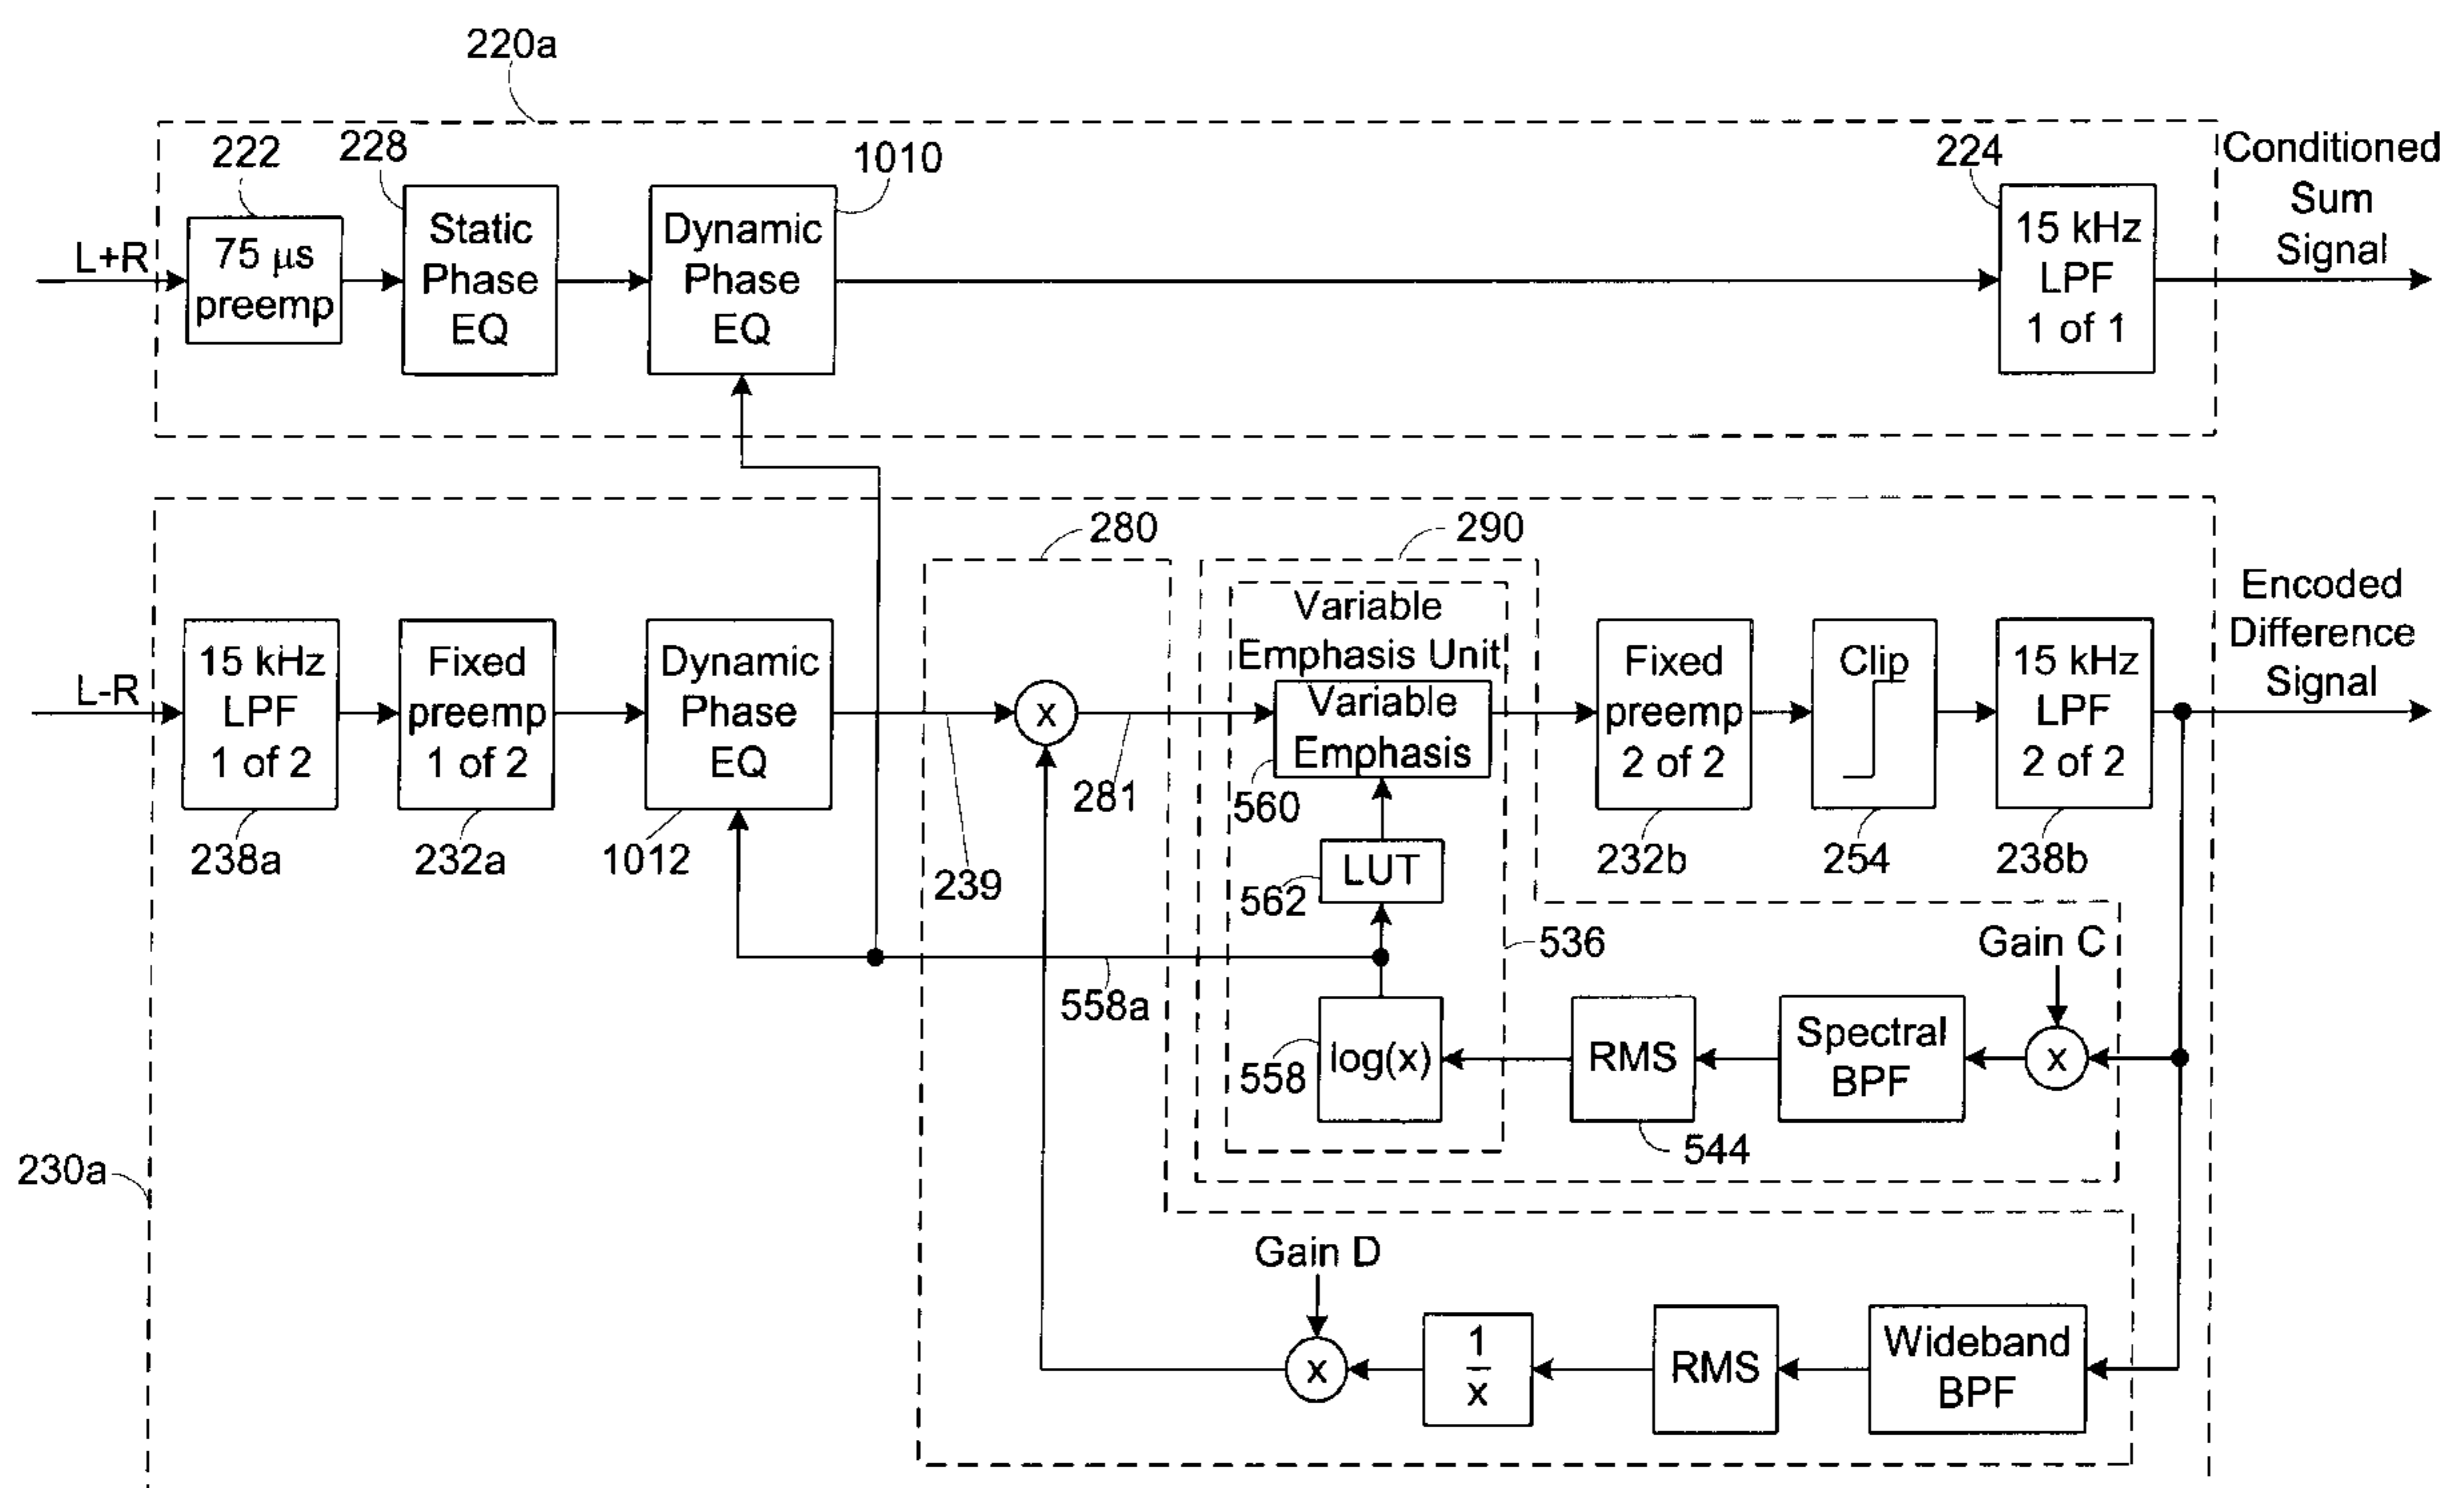 220a
222
228
1010
224
Conditioned
Sum
Signal
L+R
75 μs
preemp
Static
Phase
EQ
Dynamic
Phase
EQ
15 kHz
LPF
1 of 1
280
290
Encoded
Difference
Signal
L-R
15 kHz
LPF
1 of 2
Fixed
preemp
1 of 2
Dynamic
Phase
EQ
x
Variable
Emphasis Unit
Variable
Emphasis
Fixed
preemp
2 of 2
Clip
15 kHz
LPF
2 of 2
238a
232a
1012
239
281
560
LUT
562
232b
254
238b
536
Gain C
558a
558
log(x)
RMS
544
Spectral
BPF
x
230a
Gain D
x
1
x
RMS
Wideband
BPF